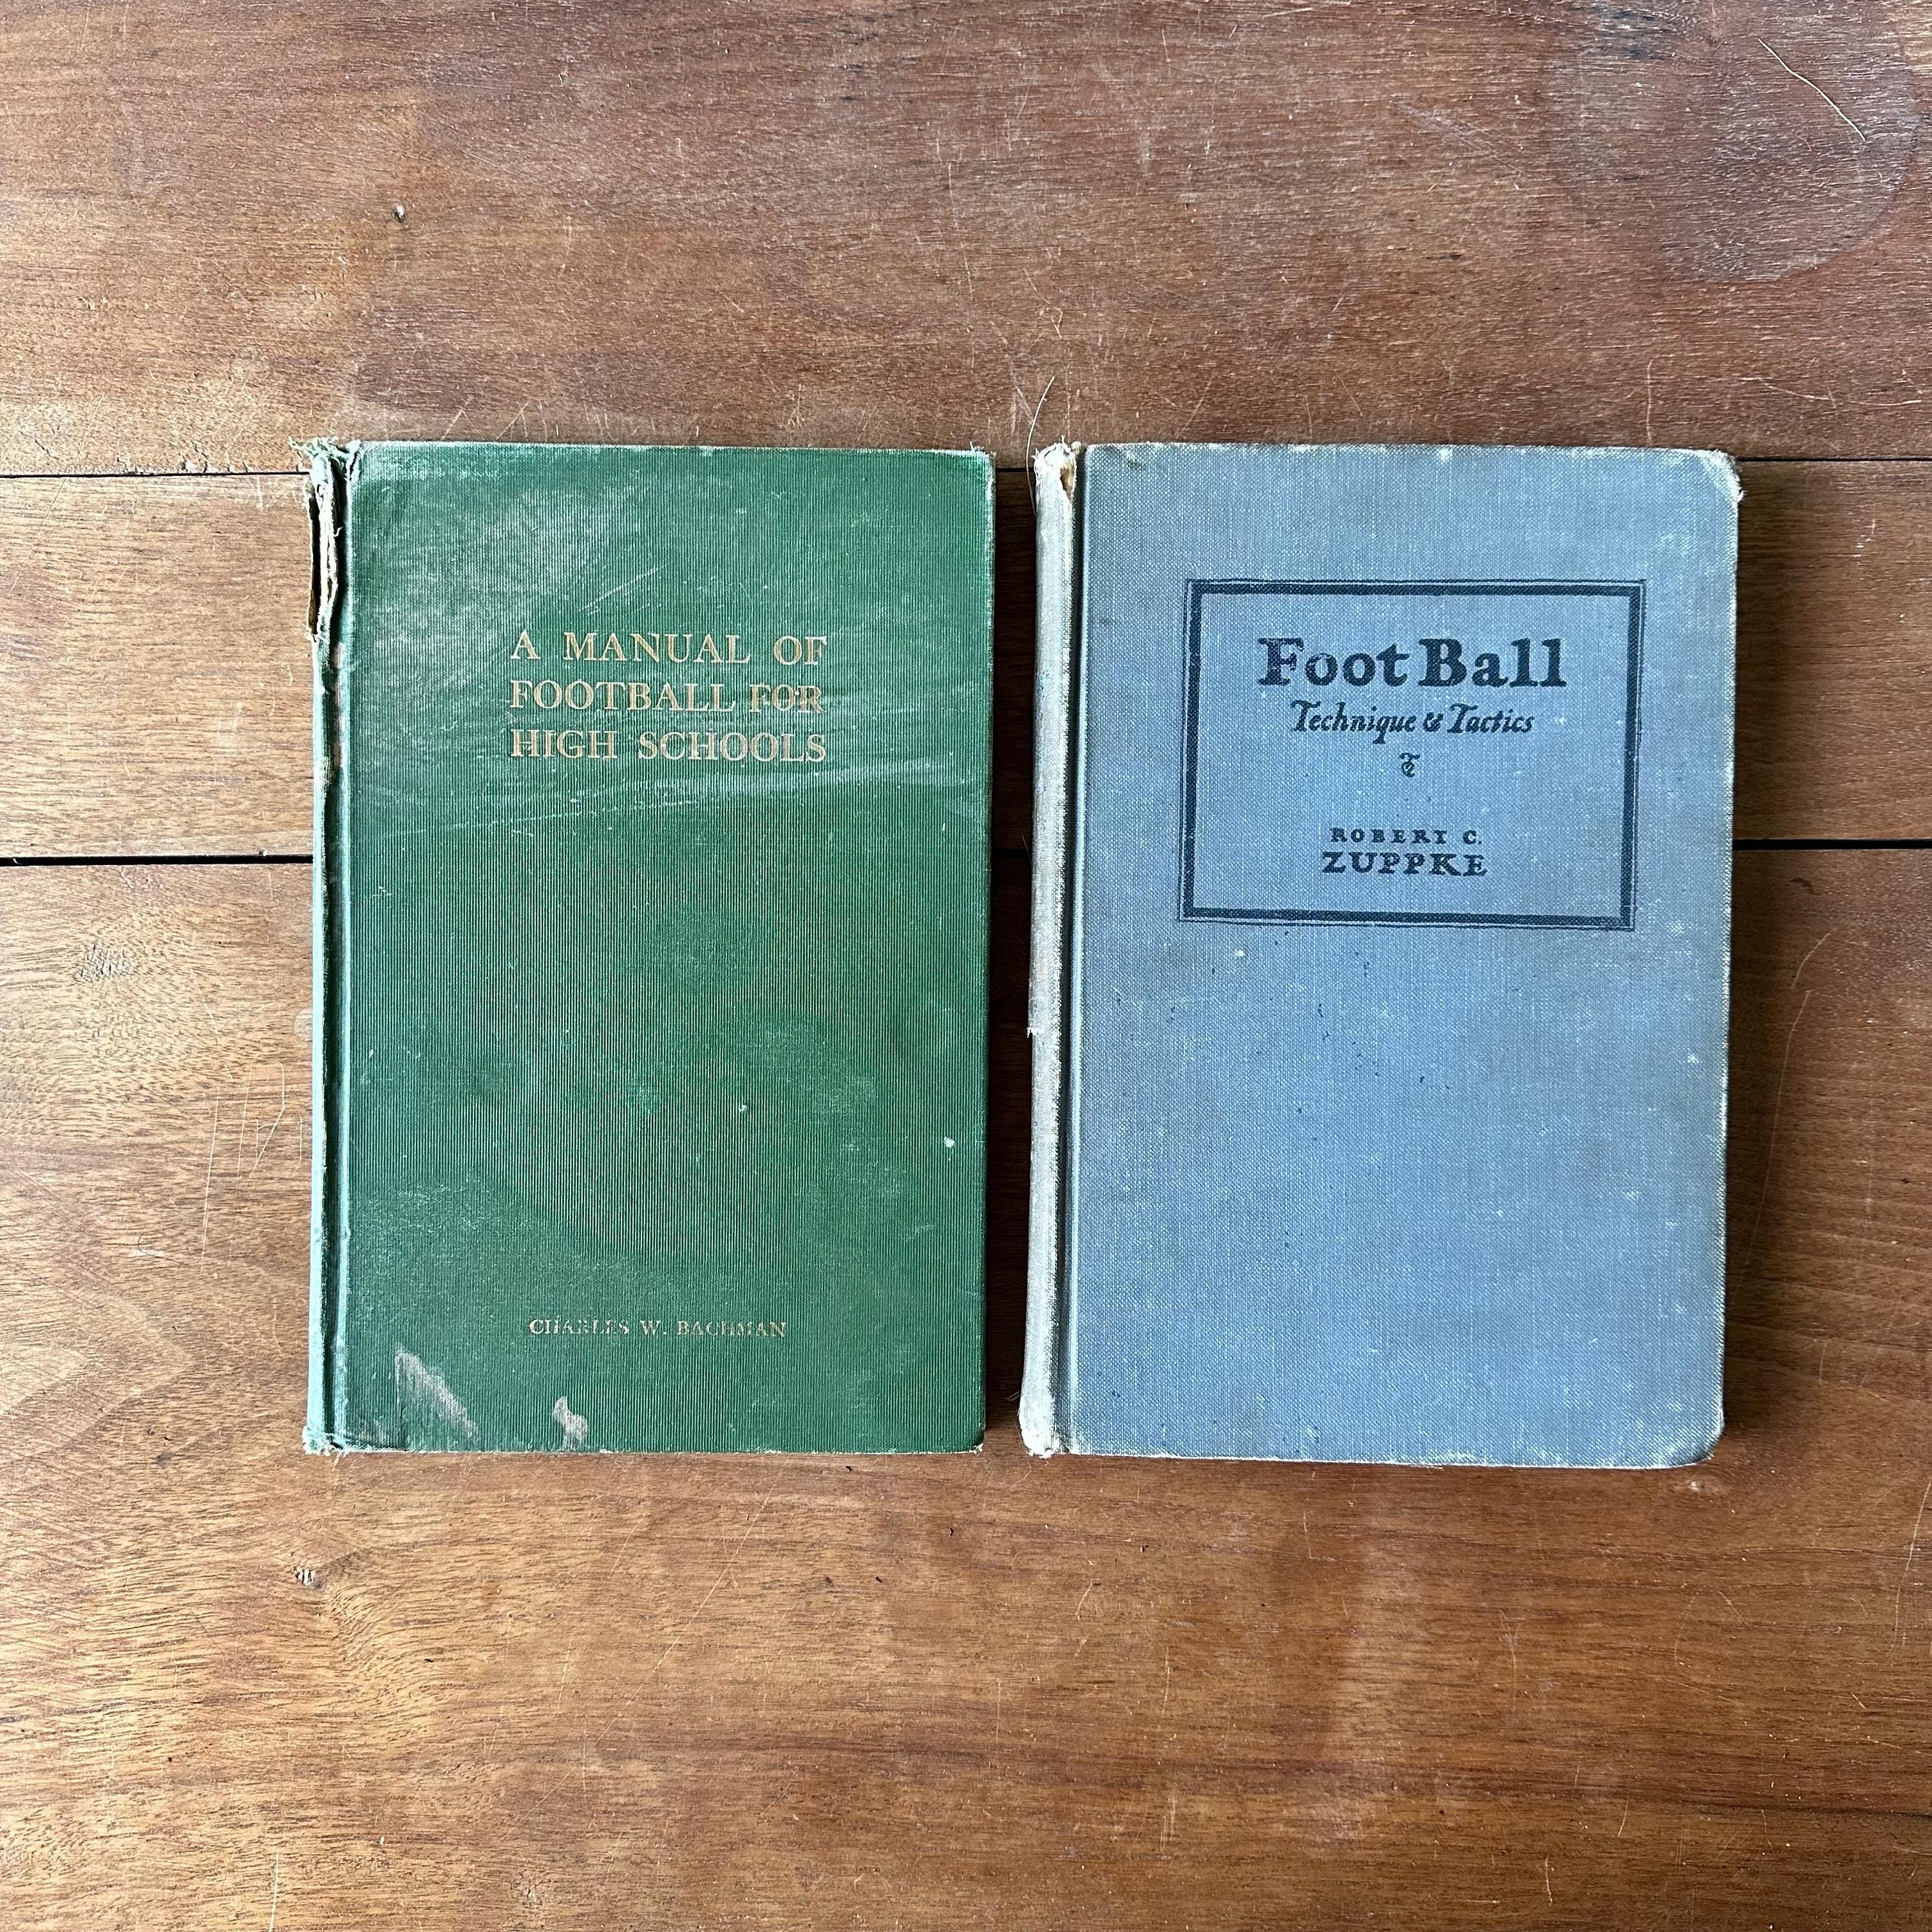 A MANUAL OF
FOOTBALL FOR
HIGH SCHOOLS
CHARLES W. BACHMAN
Foot Ball
Technique & Tactics
ROBERT C.
ZUPPKE